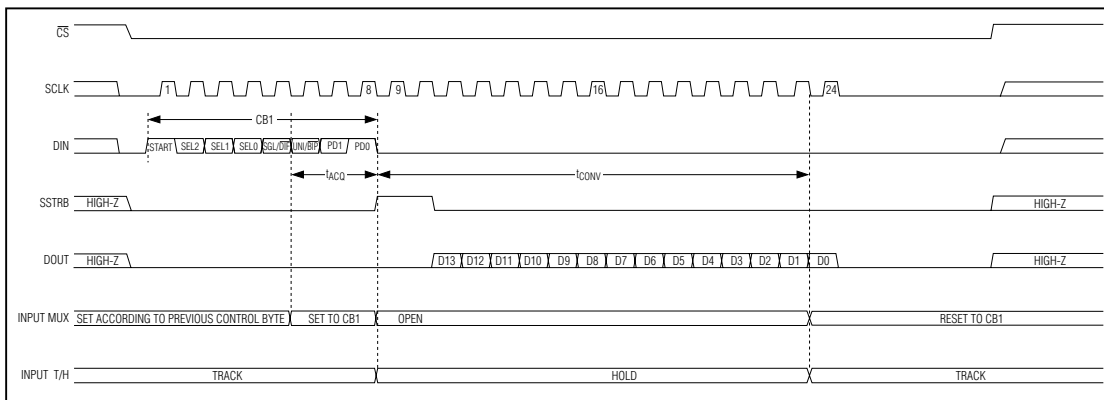 CS
SCLK 1 8 9 16 24
CB1
DIN START SEL2 SEL1 SEL0 SGL/DIF UNI/BIP PD1 PD0
tACQ tCONV
SSTRB HIGH-Z HIGH-Z
DOUT HIGH-Z D13 D12 D11 D10 D9 D8 D7 D6 D5 D4 D3 D2 D1 D0 HIGH-Z
INPUT MUX SET ACCORDING TO PREVIOUS CONTROL BYTE SET TO CB1 OPEN RESET TO CB1
INPUT T/H TRACK HOLD TRACK